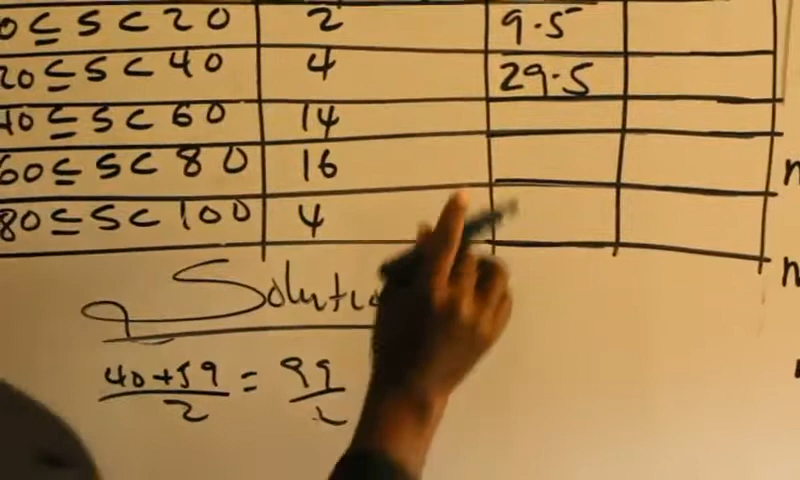 0 ≤ S < 20 2 9.5
20 ≤ S < 40 4 29.5
40 ≤ S < 60 14
60 ≤ S < 80 16
80 ≤ S < 100 4
40+59/2 = 99/2